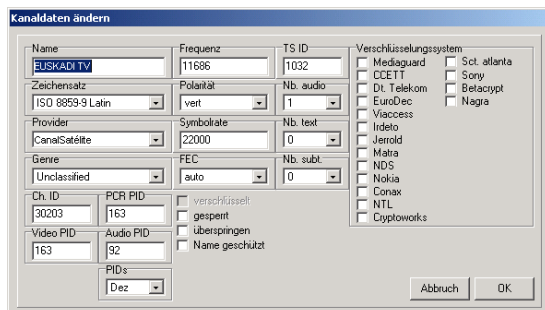 Kanaldaten ändern
Name
EUSKADI TV
Frequenz
11686
TS ID
1032
Zeichensatz
ISO 8859-9 Latin
Polarität
vert
Nb. audio
1
Provider
CanalSatélite
Symbolrate
22000
Nb. text
0
Genre
Unclassified
FEC
auto
Nb. subt.
0
Ch. ID
30203
PCR PID
163
Video PID
163
Audio PID
92
PIDs
Dez
verschlüsselt
gesperrt
überspringen
Name geschützt
Verschlüsselungssystem
Mediaguard
CCETT
Dt. Telekom
EuroDec
Viaccess
Irdeto
Jerrold
Matra
NDS
Nokia
Conax
NTL
Cryptoworks
Sct. atlanta
Sony
Betacrypt
Nagra
Abbruch
OK